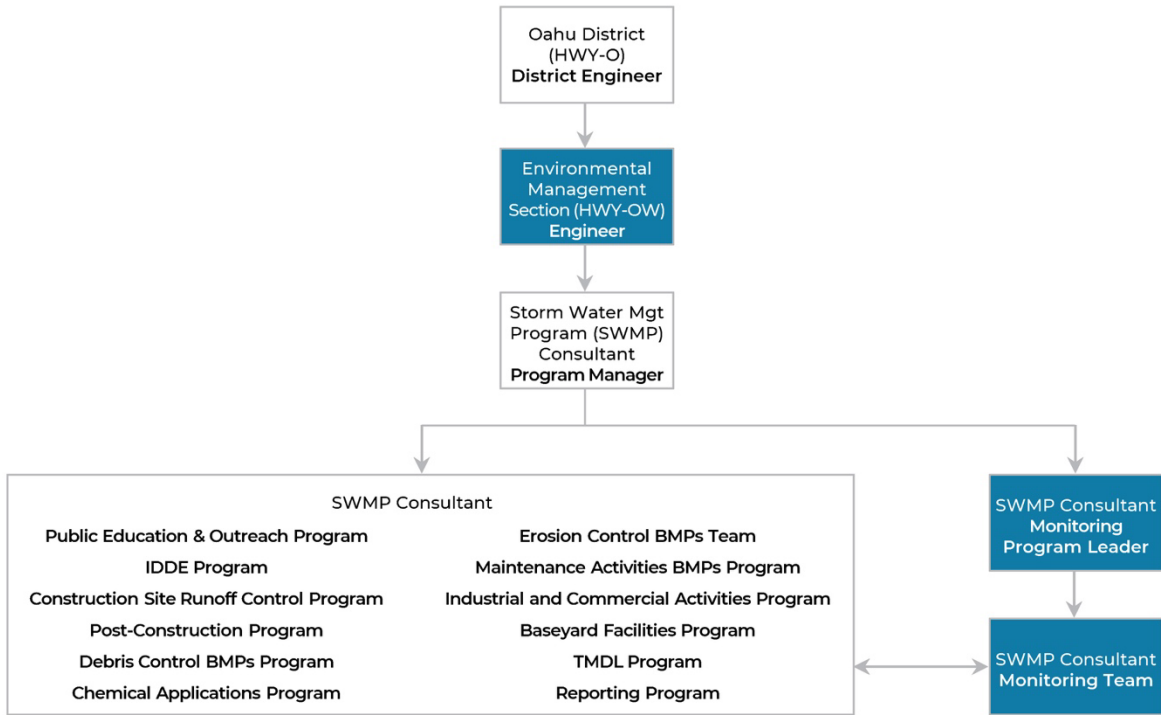 Oahu District
(HWY-O)
District Engineer
Environmental
Management
Section (HWY-OW)
Engineer
Storm Water Mgt
Program (SWMP)
Consultant
Program Manager
SWMP Consultant
Public Education & Outreach Program
IDDE Program
Construction Site Runoff Control Program
Post-Construction Program
Debris Control BMPs Program
Chemical Applications Program
Erosion Control BMPs Team
Maintenance Activities BMPs Program
Industrial and Commercial Activities Program
Baseyard Facilities Program
TMDL Program
Reporting Program
SWMP Consultant
Monitoring
Program Leader
SWMP Consultant
Monitoring Team